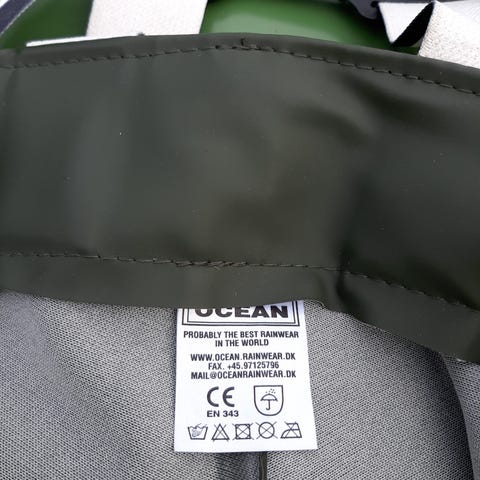 OCEAN
PROBABLY THE BEST RAINWEAR
IN THE WORLD
WWW.OCEAN.RAINWEAR.DK
FAX. +45.97125796
MAIL@OCEANRAINWEAR.DK
CE
EN 343